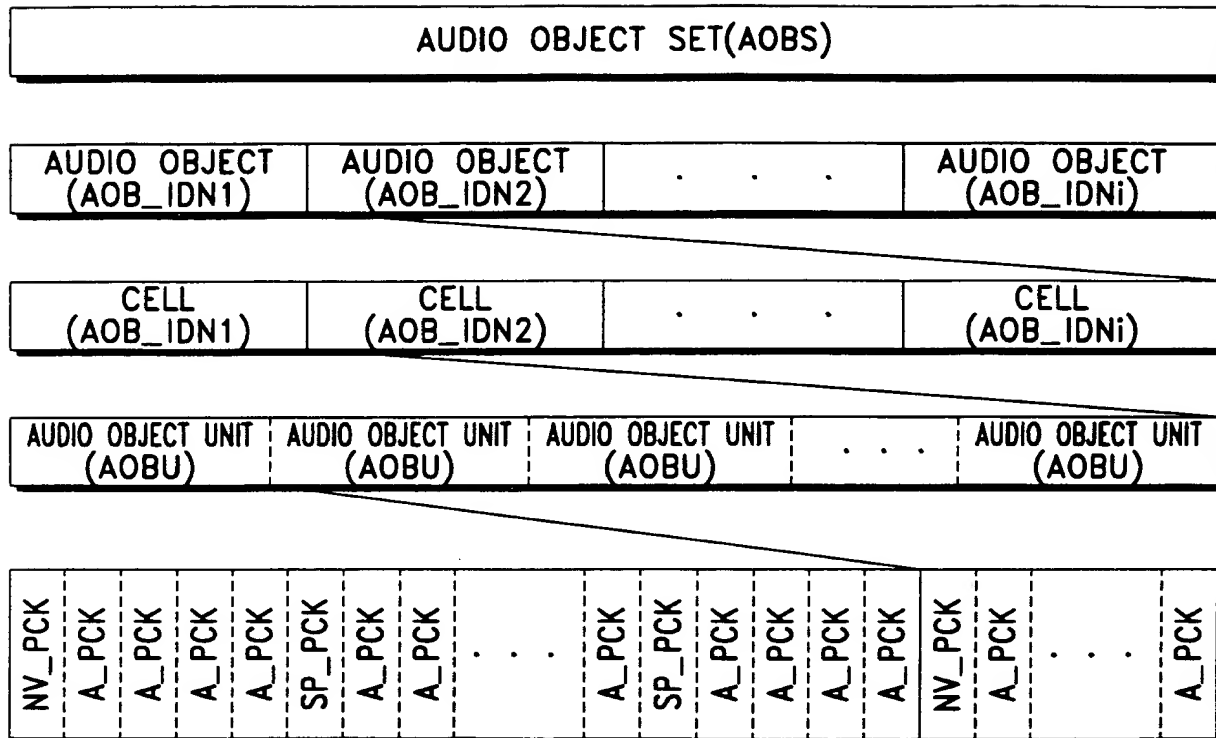 AUDIO OBJECT SET(AOBS)
AUDIO OBJECT
(AOB_IDN1)
AUDIO OBJECT
(AOB_IDN2)
. . .
AUDIO OBJECT
(AOB_IDNi)
CELL
(AOB_IDN1)
CELL
(AOB_IDN2)
. . .
CELL
(AOB_IDNi)
AUDIO OBJECT UNIT
(AOBU)
AUDIO OBJECT UNIT
(AOBU)
AUDIO OBJECT UNIT
(AOBU)
. . .
AUDIO OBJECT UNIT
(AOBU)
NV_PCK
A_PCK
A_PCK
A_PCK
A_PCK
SP_PCK
A_PCK
A_PCK
. . .
A_PCK
SP_PCK
A_PCK
A_PCK
A_PCK
A_PCK
NV_PCK
A_PCK
. . .
A_PCK